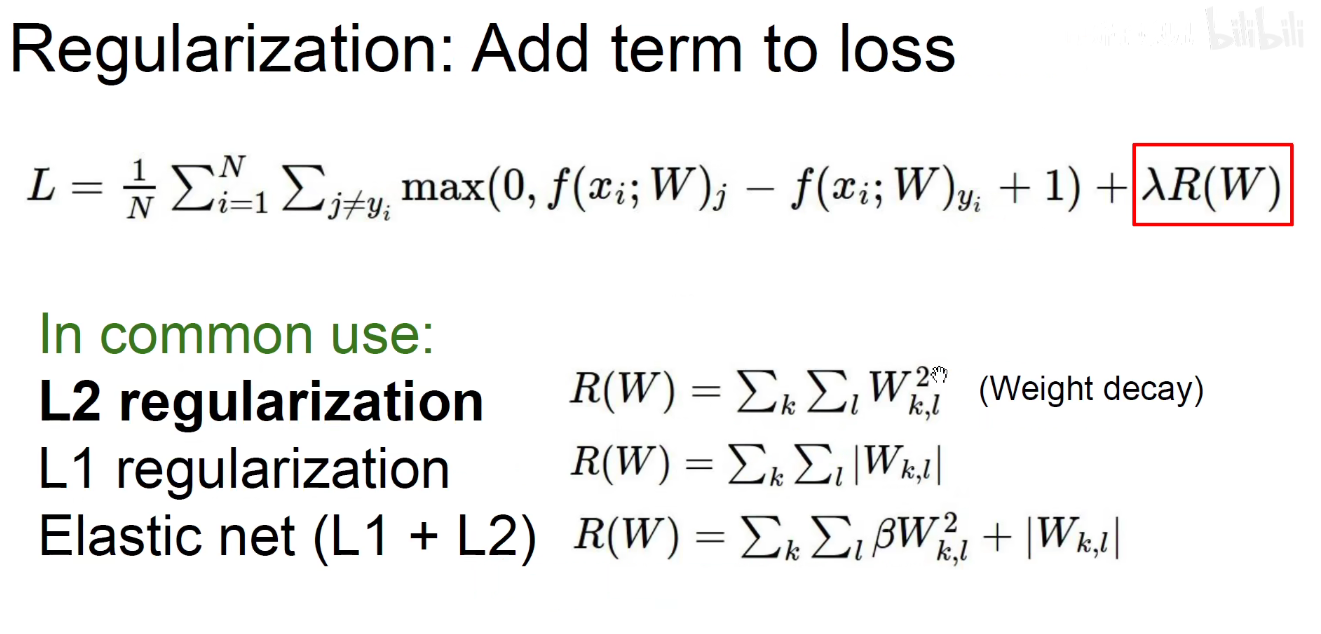 Regularization: Add term to loss
bilibili
L = \frac{1}{N} \sum_{i=1}^{N} \sum_{j \neq y_i} \max(0, f(x_i; W)_j - f(x_i; W)_{y_i} + 1) + \lambda R(W)
In common use:
L2 regularization R(W) = \sum_k \sum_l W_{k,l}^2 (Weight decay)
L1 regularization R(W) = \sum_k \sum_l |W_{k,l}|
Elastic net (L1 + L2) R(W) = \sum_k \sum_l \beta W_{k,l}^2 + |W_{k,l}|